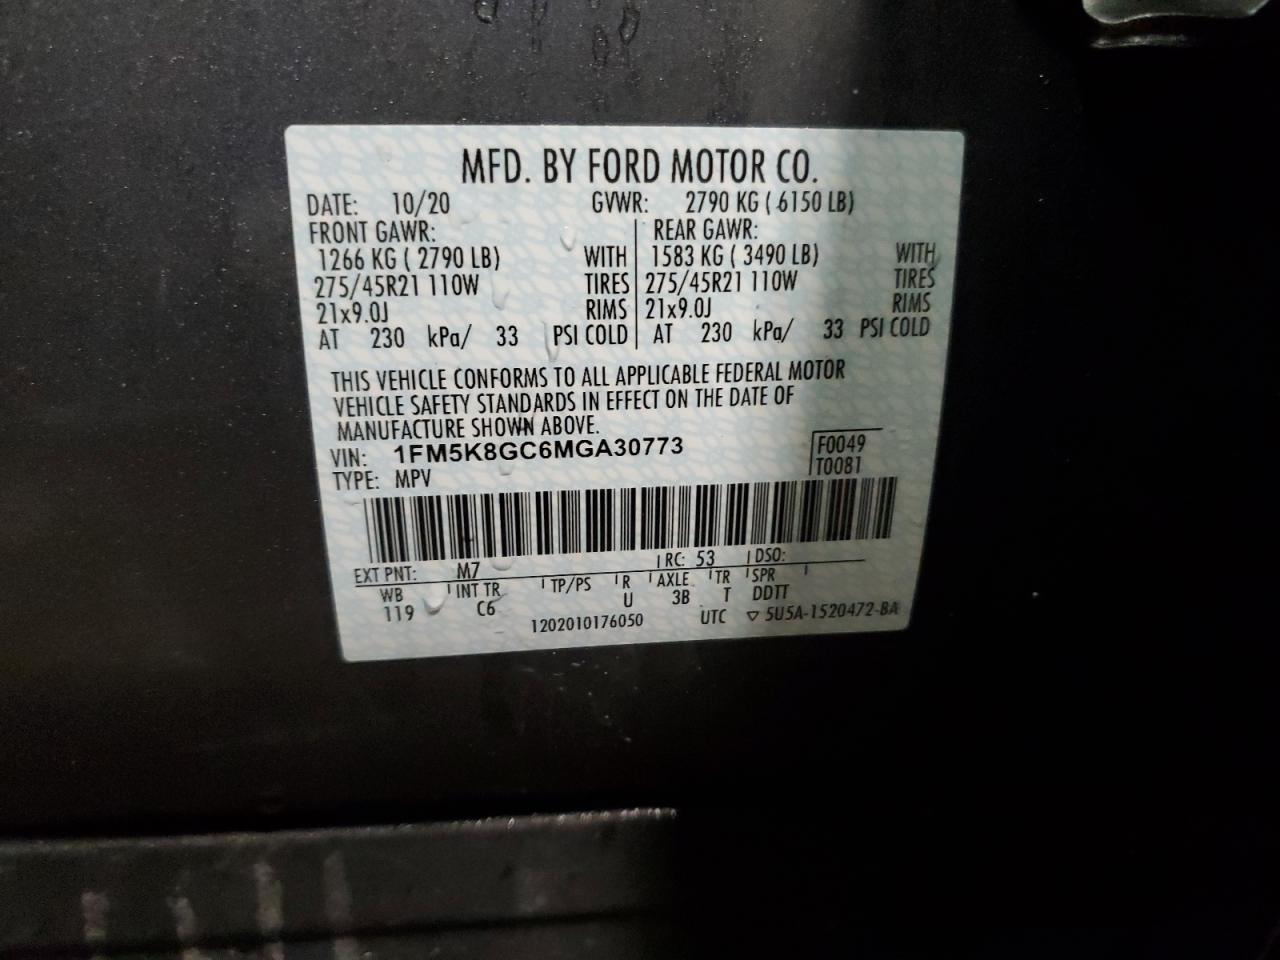 MFD. BY FORD MOTOR CO.
DATE: 10/20 GVWR: 2790 KG ( 6150 LB)
FRONT GAWR: REAR GAWR:
1266 KG ( 2790 LB) WITH 1583 KG ( 3490 LB) WITH
275/45R21 110W TIRES 275/45R21 110W TIRES
21x9.0J RIMS 21x9.0J RIMS
AT 230 kPa/ 33 PSI COLD AT 230 kPa/ 33 PSI COLD
THIS VEHICLE CONFORMS TO ALL APPLICABLE FEDERAL MOTOR
VEHICLE SAFETY STANDARDS IN EFFECT ON THE DATE OF
MANUFACTURE SHOWN ABOVE.
VIN: 1FM5K8GC6MGA30773 F0049
TYPE: MPV T0081
EXT PNT: M7 RC: 53 DSO:
WB INT TR TP/PS R AXLE TR SPR
119 C6 U 3B T DDTT
1202010176050 UTC ▽ 5U5A-1520472-BA